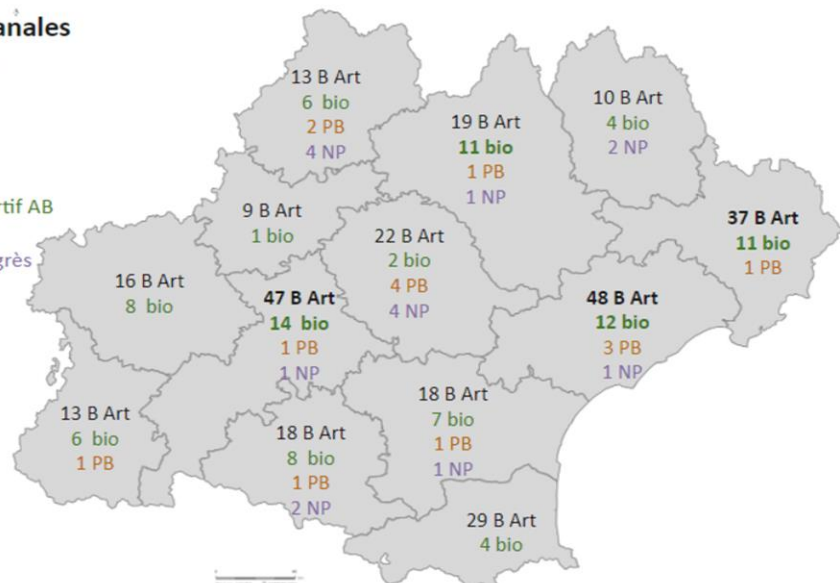 anales
tif AB
grès
13 B Art
6 bio
2 PB
4 NP
19 B Art
11 bio
1 PB
1 NP
10 B Art
4 bio
2 NP
9 B Art
1 bio
22 B Art
2 bio
4 PB
4 NP
37 B Art
11 bio
1 PB
16 B Art
8 bio
47 B Art
14 bio
1 PB
1 NP
48 B Art
12 bio
3 PB
1 NP
13 B Art
6 bio
1 PB
18 B Art
8 bio
1 PB
2 NP
18 B Art
7 bio
1 PB
1 NP
29 B Art
4 bio